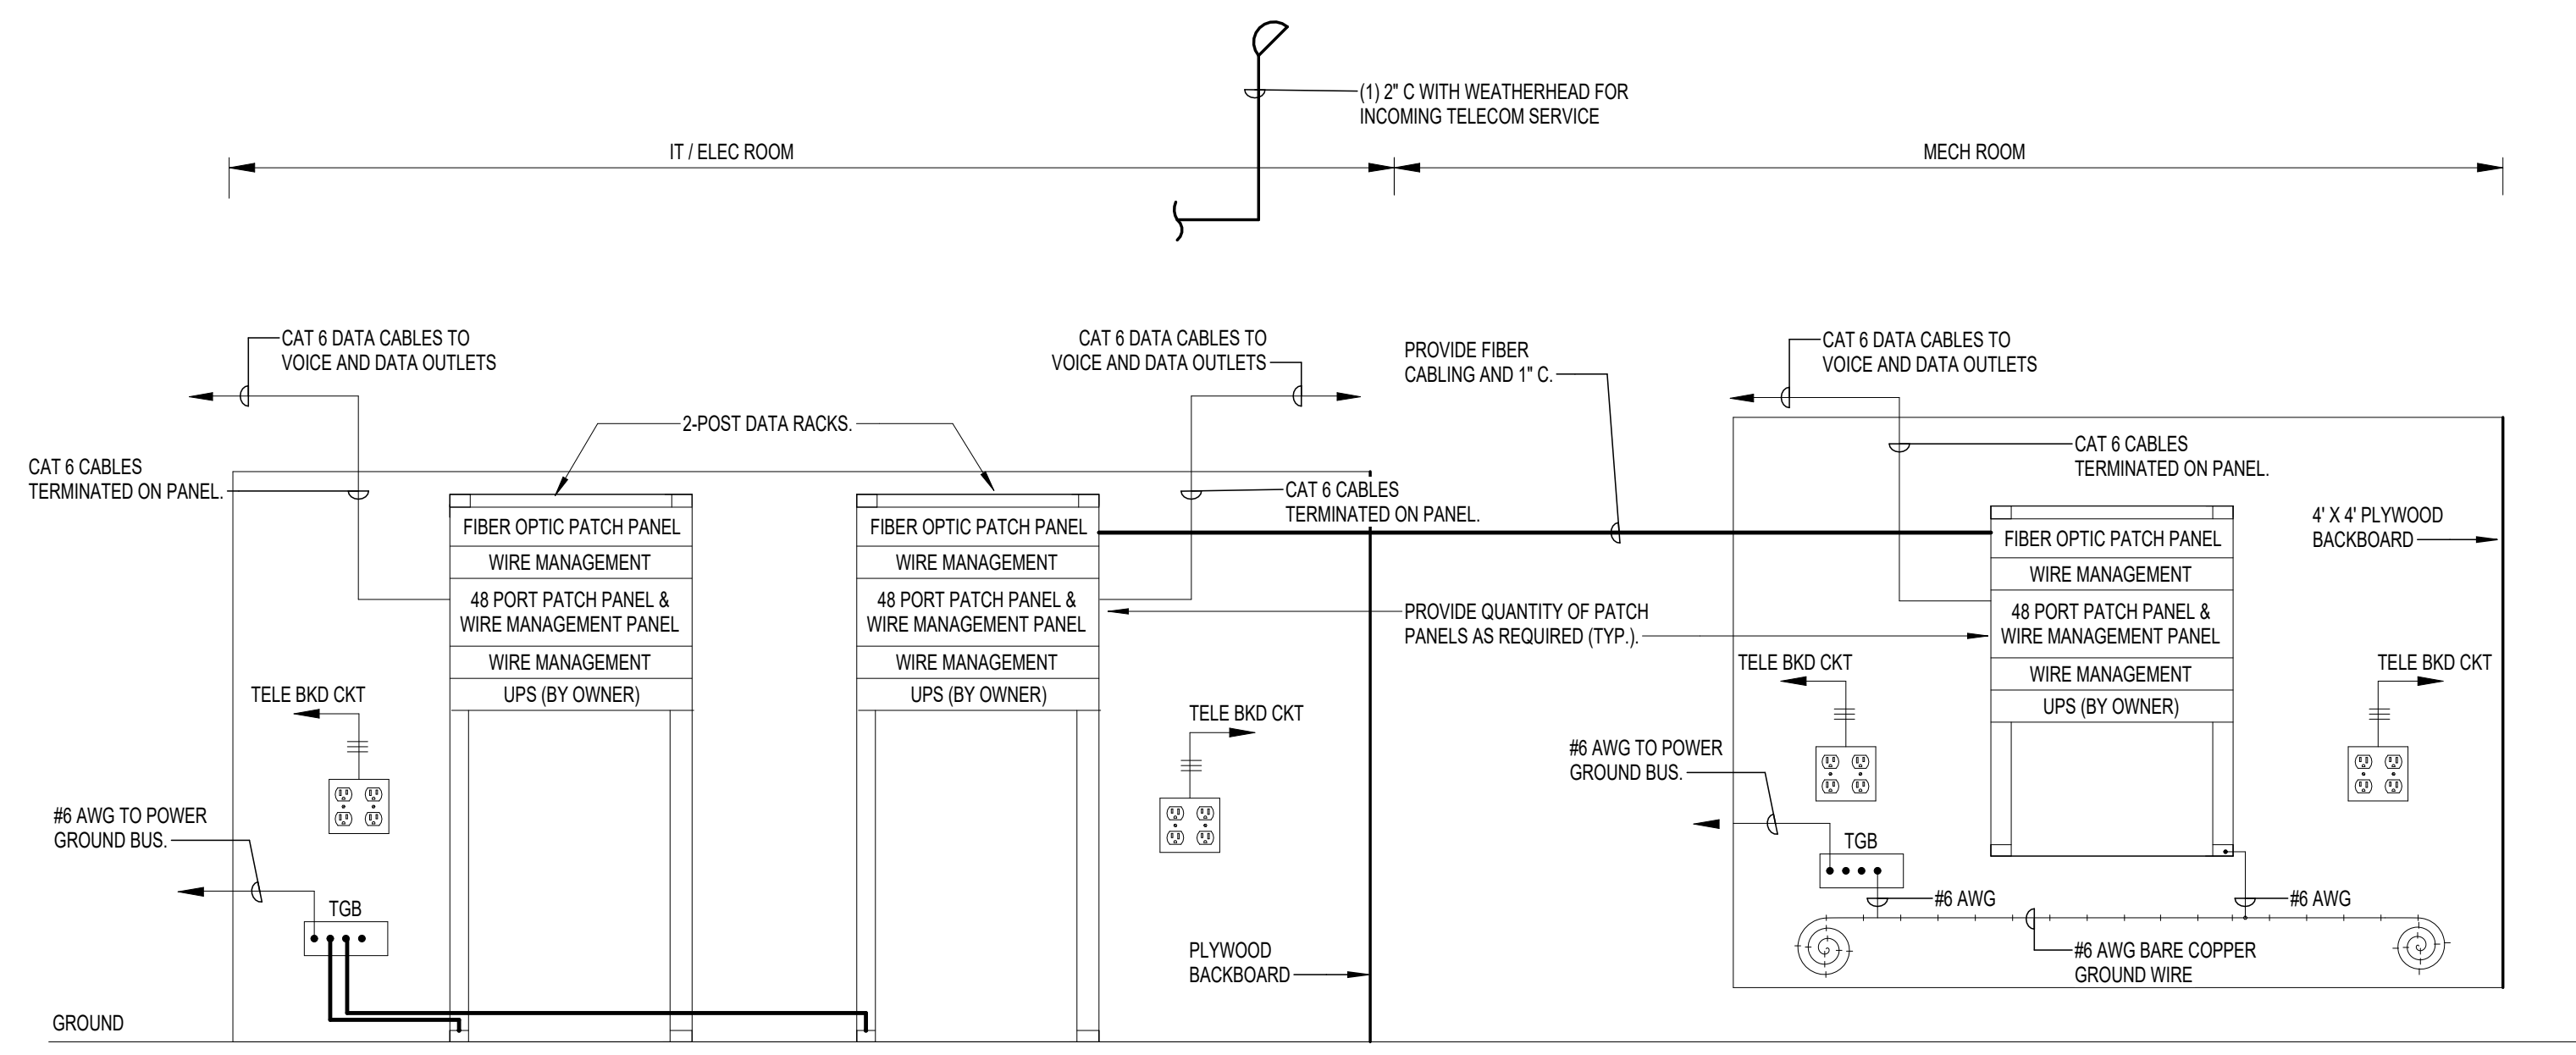 (1) 2" C WITH WEATHERHEAD FOR
INCOMING TELECOM SERVICE
IT / ELEC ROOM
MECH ROOM
CAT 6 DATA CABLES TO
VOICE AND DATA OUTLETS
CAT 6 DATA CABLES TO
VOICE AND DATA OUTLETS
PROVIDE FIBER
CABLING AND 1" C.
CAT 6 DATA CABLES TO
VOICE AND DATA OUTLETS
2-POST DATA RACKS.
CAT 6 CABLES
TERMINATED ON PANEL.
CAT 6 CABLES
TERMINATED ON PANEL.
CAT 6 CABLES
TERMINATED ON PANEL.
4' X 4' PLYWOOD
BACKBOARD
FIBER OPTIC PATCH PANEL
WIRE MANAGEMENT
48 PORT PATCH PANEL &
WIRE MANAGEMENT PANEL
WIRE MANAGEMENT
UPS (BY OWNER)
FIBER OPTIC PATCH PANEL
WIRE MANAGEMENT
48 PORT PATCH PANEL &
WIRE MANAGEMENT PANEL
WIRE MANAGEMENT
UPS (BY OWNER)
PROVIDE QUANTITY OF PATCH
PANELS AS REQUIRED (TYP.).
FIBER OPTIC PATCH PANEL
WIRE MANAGEMENT
48 PORT PATCH PANEL &
WIRE MANAGEMENT PANEL
WIRE MANAGEMENT
UPS (BY OWNER)
TELE BKD CKT
TELE BKD CKT
TELE BKD CKT
TELE BKD CKT
#6 AWG TO POWER
GROUND BUS.
TGB
#6 AWG TO POWER
GROUND BUS.
TGB
#6 AWG
#6 AWG
#6 AWG BARE COPPER
GROUND WIRE
PLYWOOD
BACKBOARD
GROUND